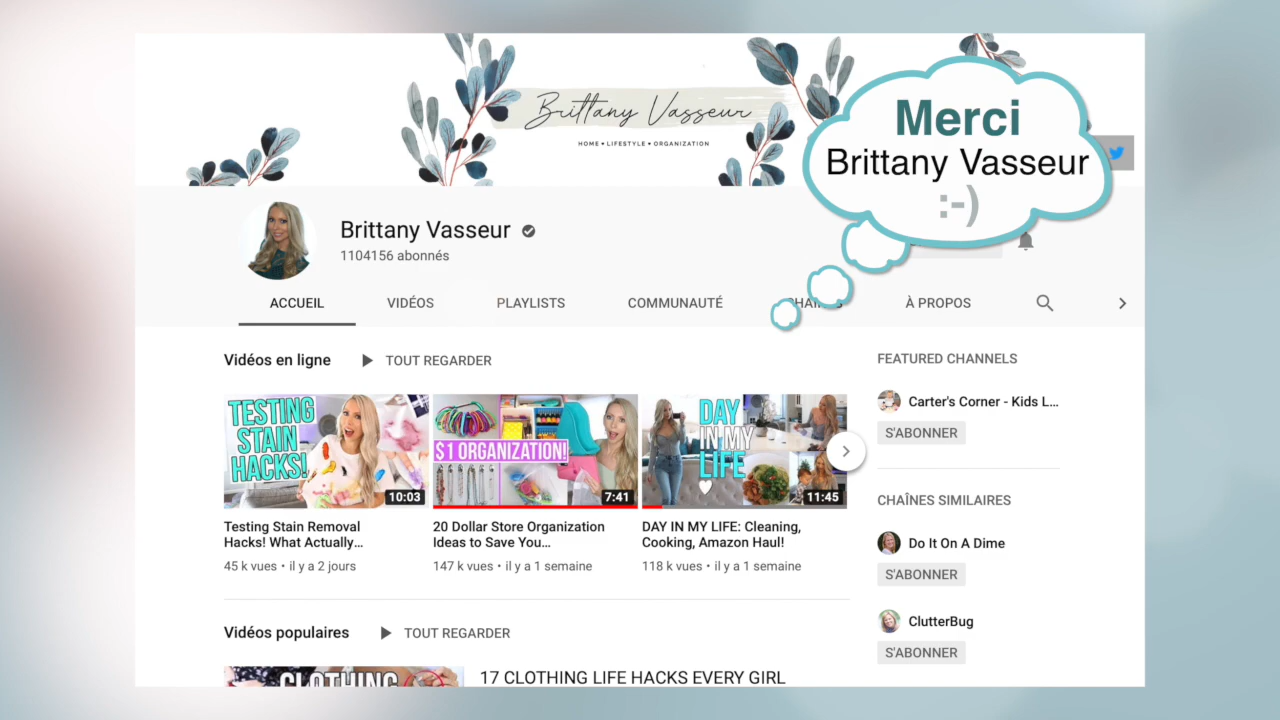 Brittany Vasseur
HOME • LIFESTYLE • ORGANIZATION
Merci
Brittany Vasseur
:-)
Brittany Vasseur
1104156 abonnés
ACCUEIL
VIDÉOS
PLAYLISTS
COMMUNAUTÉ
À PROPOS
Vidéos en ligne
TOUT REGARDER
TESTING
STAIN
HACKS!
10:03
$1 ORGANIZATION!
7:41
DAY
IN MY
LIFE
11:45
Testing Stain Removal
Hacks! What Actually…
45 k vues • il y a 2 jours
20 Dollar Store Organization
Ideas to Save You…
147 k vues • il y a 1 semaine
DAY IN MY LIFE: Cleaning,
Cooking, Amazon Haul!
118 k vues • il y a 1 semaine
FEATURED CHANNELS
Carter's Corner - Kids L…
S'ABONNER
CHAÎNES SIMILAIRES
Do It On A Dime
S'ABONNER
ClutterBug
S'ABONNER
Vidéos populaires
TOUT REGARDER
CLOTHING
17 CLOTHING LIFE HACKS EVERY GIRL